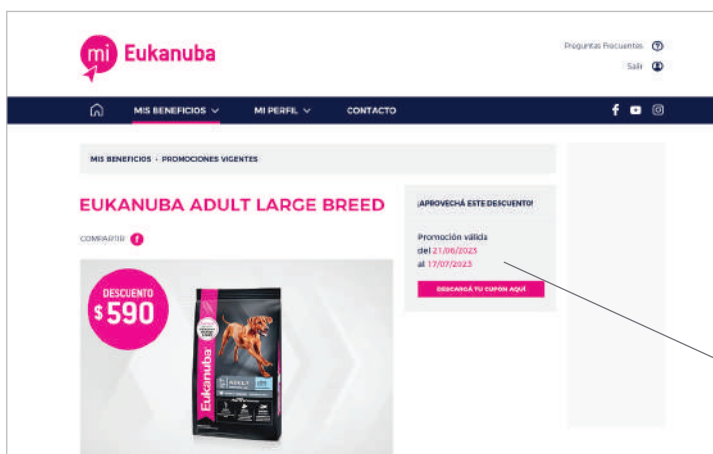 mi Eukanuba
Preguntas Frecuentes
Salir
MIS BENEFICIOS
MI PERFIL
CONTACTO
MIS BENEFICIOS • PROMOCIONES VIGENTES
EUKANUBA ADULT LARGE BREED
COMPARTIR
¡APROVECHÁ ESTE DESCUENTO!
Promoción válida
del 21/06/2023
al 17/07/2023
DESCARGÁ TU CUPON AQUÍ
DESCUENTO
$590
Eukanuba
ADULT